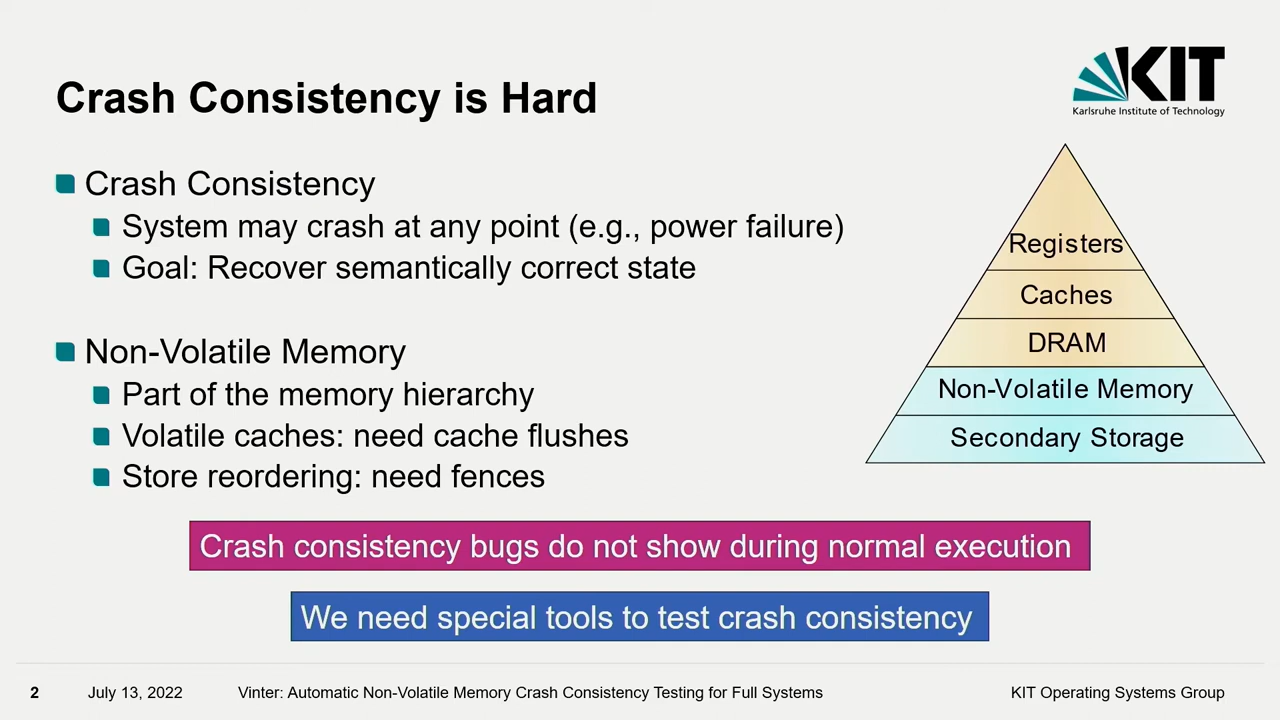 Crash Consistency is Hard
KIT
Karlsruhe Institute of Technology
Crash Consistency
System may crash at any point (e.g., power failure)
Goal: Recover semantically correct state
Non-Volatile Memory
Part of the memory hierarchy
Volatile caches: need cache flushes
Store reordering: need fences
Registers
Caches
DRAM
Non-Volatile Memory
Secondary Storage
Crash consistency bugs do not show during normal execution
We need special tools to test crash consistency
2 July 13, 2022 Vinter: Automatic Non-Volatile Memory Crash Consistency Testing for Full Systems KIT Operating Systems Group